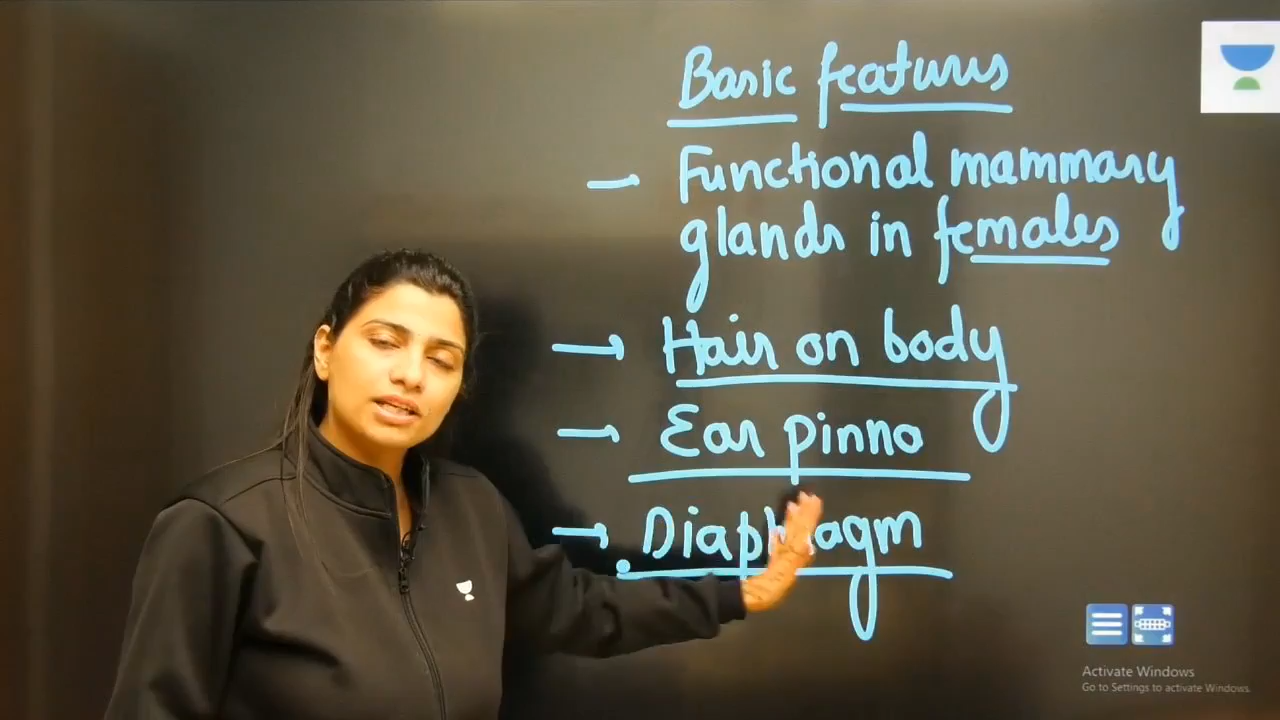 Basic features
→ Functional mammary
glands in females
→ Hair on body
→ Ear pinna
→ Diaphragm
Activate Windows
Go to Settings to activate Windows.